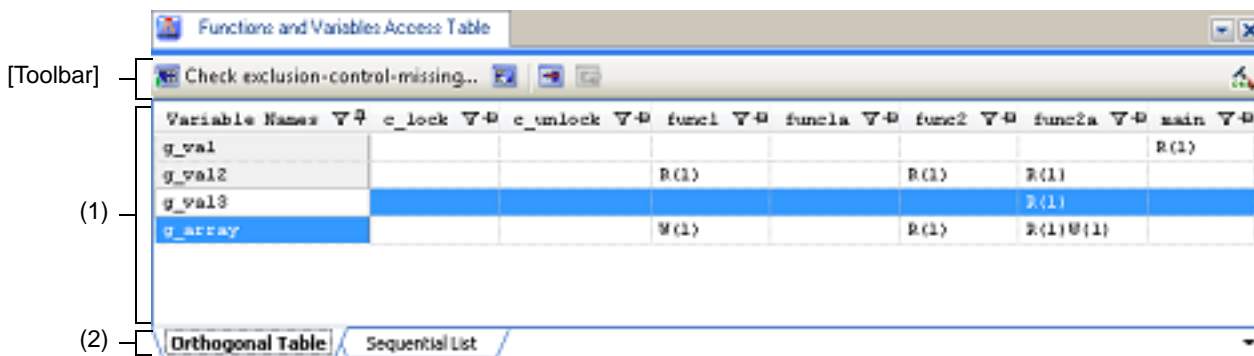 Functions and Variables Access Table
[Toolbar]
Check exclusion-control-missing...
Variable Names c_lock c_unlock func1 func1a func2 func2a main
g_val R(1)
g_val2 R(1) R(1) R(1)
(1)
g_val3 R(1)
g_array W(1) R(1) R(1)W(1)
(2)
Orthogonal Table Sequential List